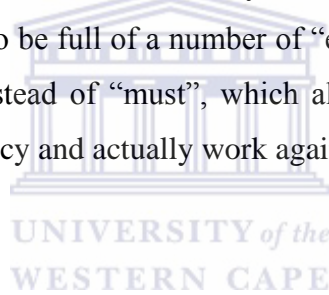 o be full of a number of “e
stead of “must”, which al
cy and actually work agai
UNIVERSITY of the
WESTERN CAPE